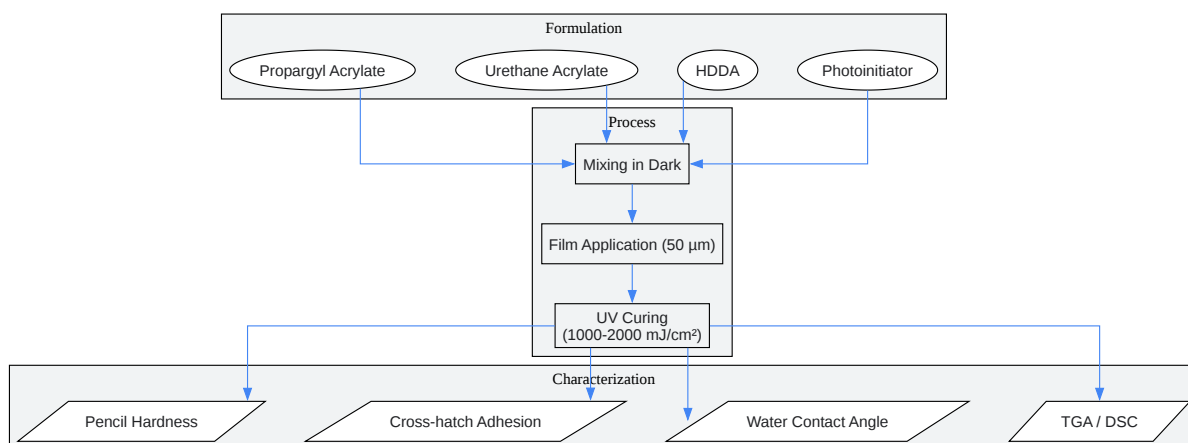 Formulation
Propargyl Acrylate
Urethane Acrylate
HDDA
Photoinitiator
Process
Mixing in Dark
Film Application (50 µm)
UV Curing
(1000-2000 mJ/cm²)
Characterization
Pencil Hardness
Cross-hatch Adhesion
Water Contact Angle
TGA / DSC